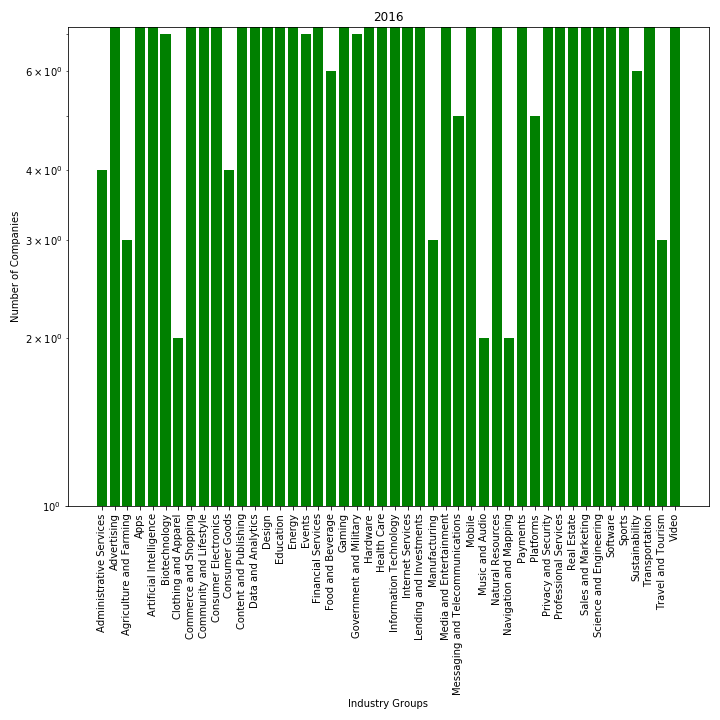 2016
Number of Companies
6 × 10⁰
4 × 10⁰
3 × 10⁰
2 × 10⁰
10⁰
Administrative Services
Advertising
Agriculture and Farming
Apps
Artificial Intelligence
Biotechnology
Clothing and Apparel
Commerce and Shopping
Community and Lifestyle
Consumer Electronics
Consumer Goods
Content and Publishing
Data and Analytics
Design
Education
Energy
Events
Financial Services
Food and Beverage
Gaming
Government and Military
Hardware
Health Care
Information Technology
Internet Services
Lending and Investments
Manufacturing
Media and Entertainment
Messaging and Telecommunications
Mobile
Music and Audio
Natural Resources
Navigation and Mapping
Payments
Platforms
Privacy and Security
Professional Services
Real Estate
Sales and Marketing
Science and Engineering
Software
Sports
Sustainability
Transportation
Travel and Tourism
Video
Industry Groups